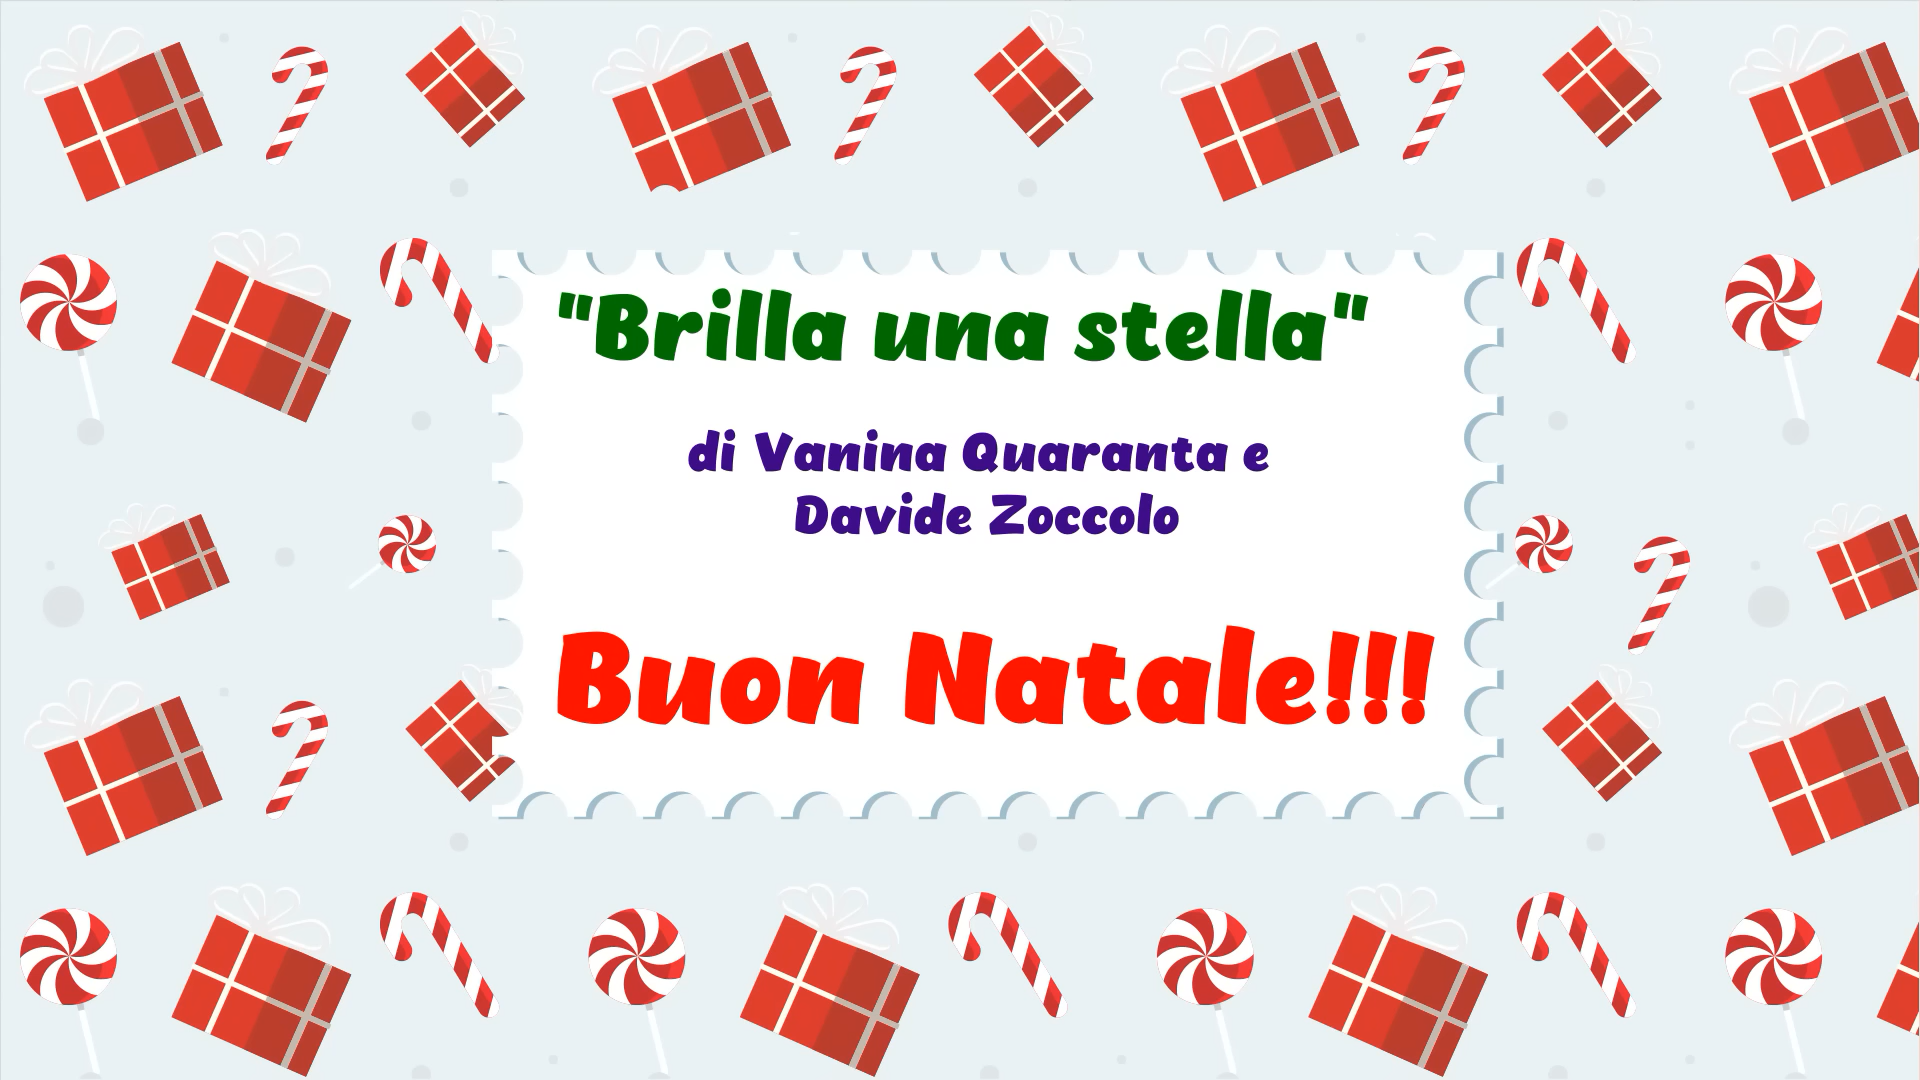 "Brilla una stella"
di Vanina Quaranta e
Davide Zoccolo
Buon Natale!!!